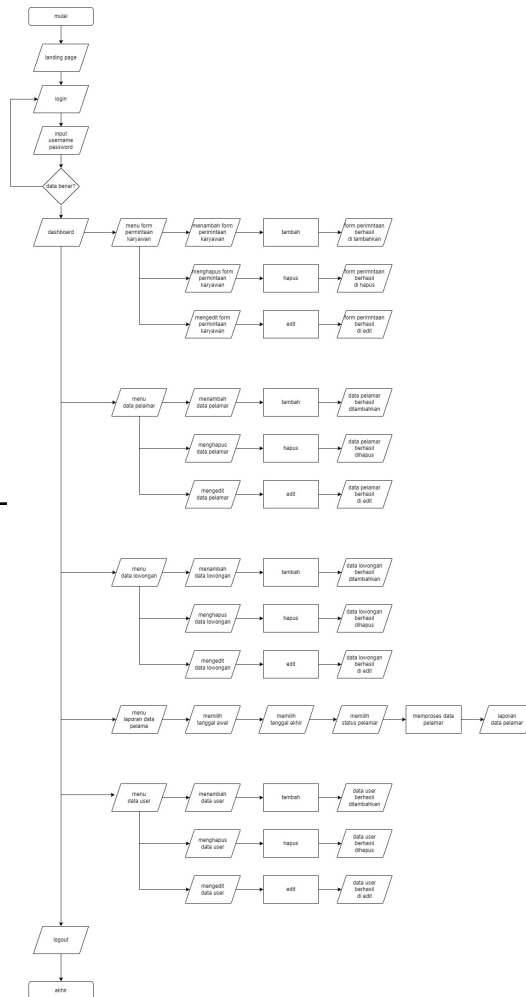 mulai
landing page
login
input
username
password
data benar?
dashboard
menu form
permintaan
karyawan
menambah form
perimntaan
karyawan
tambah
form perimntaan
berhasil
di tambahkan
menghapus form
permintaan
karyawan
hapus
form perimntaan
berhasil
di hapus
mengedit form
permintaan
karyawan
edit
form perimntaan
berhasil
di edit
menu
data pelamar
menambah
data pelamar
tambah
data pelamar
berhasil
ditambahkan
menghapus
data pelamar
hapus
data pelamar
berhasil
dihapus
mengedit
data pelamar
edit
data pelamar
berhasil
di edit
menu
data lowongan
menambah
data lowongan
tambah
data lowongan
berhasil
ditambahkan
menghapus
data lowongan
hapus
data lowongan
berhasil
dihapus
mengedit
data lowongan
edit
data lowongan
berhasil
di edit
menu
laporan data
pelama
memilih
tanggal awal
memilih
tanggal akhir
memilih
status pelamar
memproses data
pelamar
laporan
data pelamar
menu
data user
menambah
data user
tambah
data user
berhasil
ditambahkan
menghapus
data user
hapus
data user
berhasil
dihapus
mengedit
data user
edit
data user
berhasil
di edit
logout
akhir